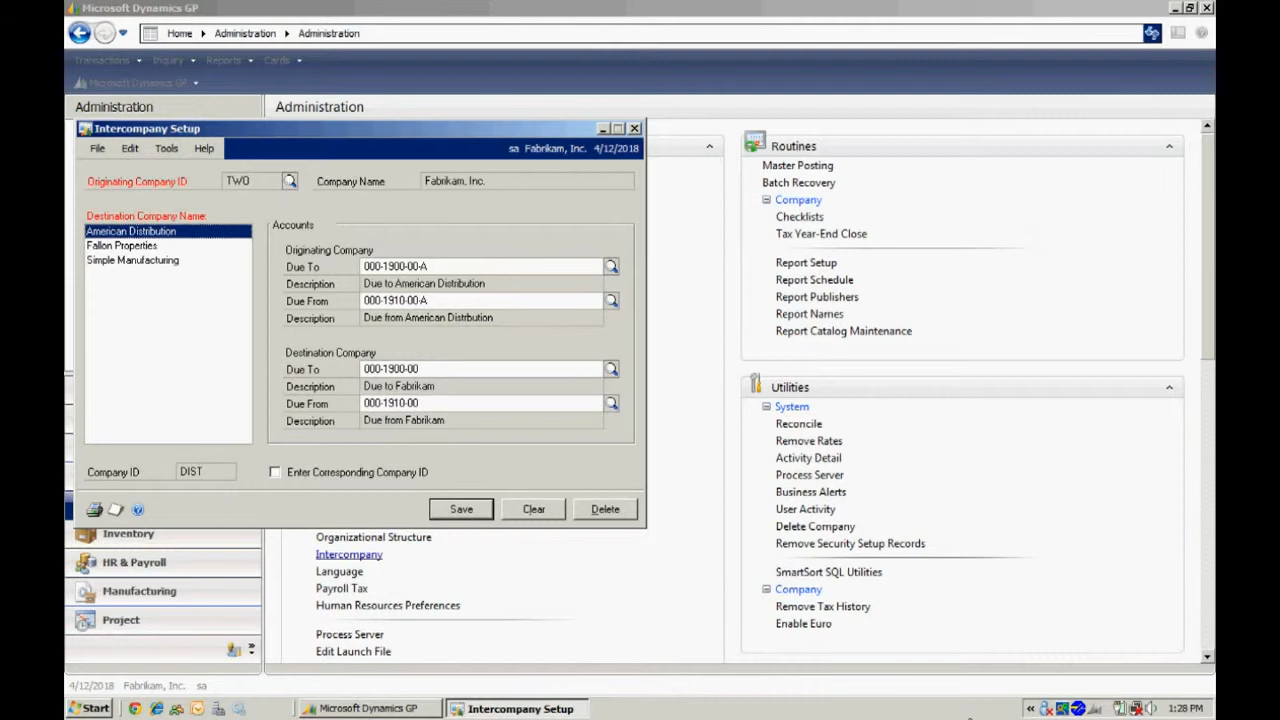 Microsoft Dynamics GP
Home Administration Administration
Transactions Inquiry Reports Cards
Microsoft Dynamics GP
Administration
Administration
Intercompany Setup
File Edit Tools Help sa Fabrikam, Inc. 4/12/2018
Originating Company ID TWO Company Name Fabrikam, Inc.
Destination Company Name:
American Distribution
Fallon Properties
Simple Manufacturing
Accounts
Originating Company
Due To 000-1900-00-A
Description Due to American Distribution
Due From 000-1910-00-A
Description Due from American Distribution
Destination Company
Due To 000-1900-00
Description Due to Fabrikam
Due From 000-1910-00
Description Due from Fabrikam
Company ID DIST Enter Corresponding Company ID
Save Clear Delete
Organizational Structure
Intercompany
Language
Payroll Tax
Human Resources Preferences
Process Server
Edit Launch File
Routines
Master Posting
Batch Recovery
Company
Checklists
Tax Year-End Close
Report Setup
Report Schedule
Report Publishers
Report Names
Report Catalog Maintenance
Utilities
System
Reconcile
Remove Rates
Activity Detail
Process Server
Business Alerts
User Activity
Delete Company
Remove Security Setup Records
SmartSort SQL Utilities
Company
Remove Tax History
Enable Euro
Inventory
HR & Payroll
Manufacturing
Project
4/12/2018 Fabrikam, Inc. sa
Start Microsoft Dynamics GP Intercompany Setup « 1:28 PM